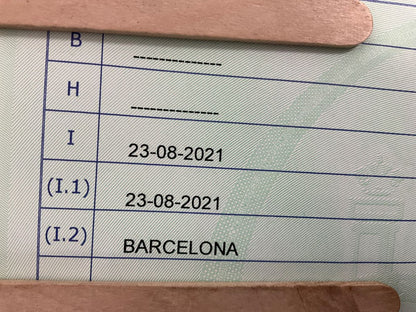 B --------------
H --------------
I 23-08-2021
(I.1) 23-08-2021
(I.2) BARCELONA